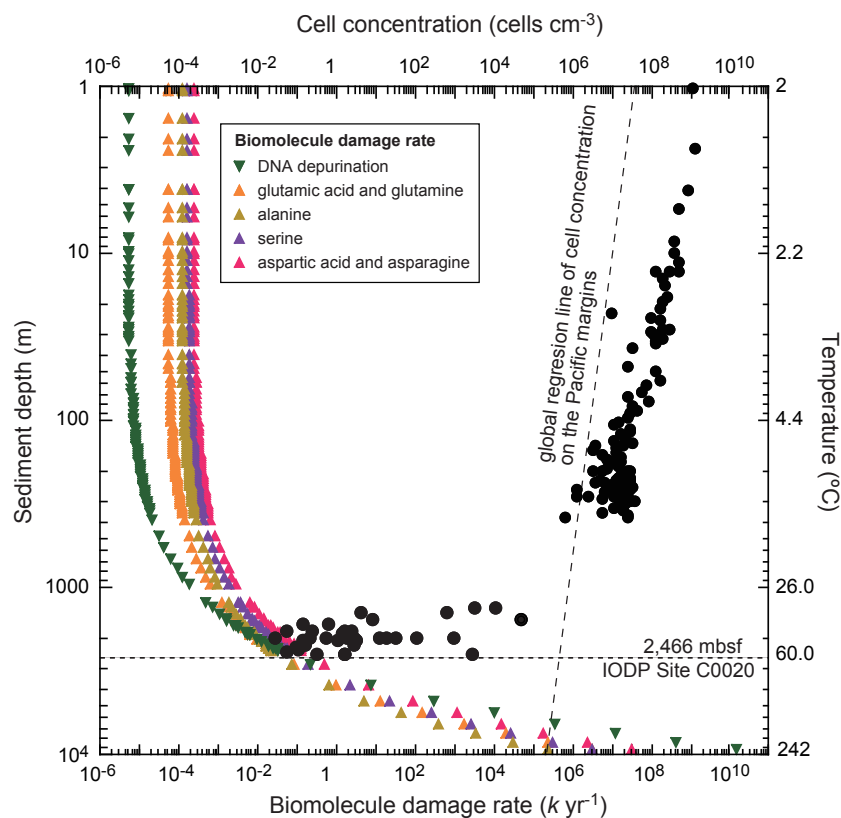 Cell concentration (cells cm-3)
10-6 10-4 10-2 1 102 104 106 108 1010
1 2
10 2.2
100 4.4
1000 26.0
60.0
104 242
Sediment depth (m)
Temperature (oC)
Biomolecule damage rate
DNA depurination
glutamic acid and glutamine
alanine
serine
aspartic acid and asparagine
global regresion line of cell concentration
on the Pacific margins
2,466 mbsf
IODP Site C0020
10-6 10-4 10-2 1 102 104 106 108 1010
Biomolecule damage rate (k yr-1)